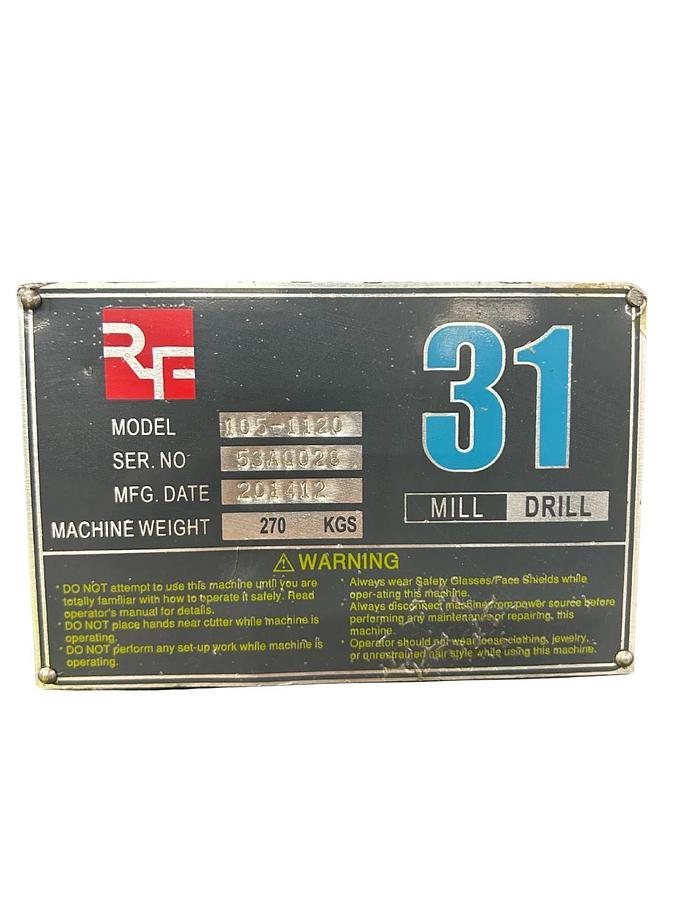 RF
31
MODEL 105-1120
SER. NO 53A0028
MFG. DATE 201412
MACHINE WEIGHT 270 KGS
MILL DRILL
WARNING
* DO NOT attempt to use this machine until you are
totally familiar with how to operate it safely. Read
operator's manual for details.
* DO NOT place hands near cutter while machine is
operating.
* DO NOT perform any set-up work while machine is
operating.
* Always wear Safety Glasses/Face Shields while
oper-ating this machine.
* Always disconnect machine from power source before
performing any maintenance or repairing, this
machine.
* Operator should not wear loose clothing, jewelry,
or unrestrained hair style while using this machine.